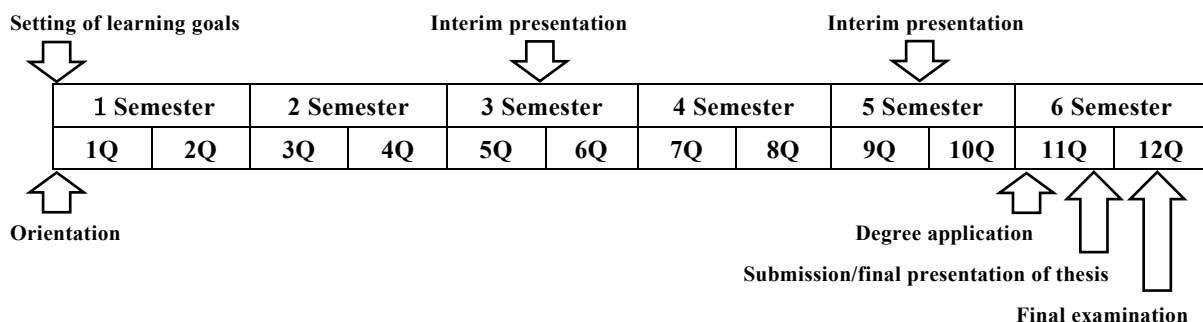 Setting of learning goals Interim presentation Interim presentation
1 Semester 2 Semester 3 Semester 4 Semester 5 Semester 6 Semester
1Q 2Q 3Q 4Q 5Q 6Q 7Q 8Q 9Q 10Q 11Q 12Q
Orientation Degree application
Submission/final presentation of thesis
Final examination